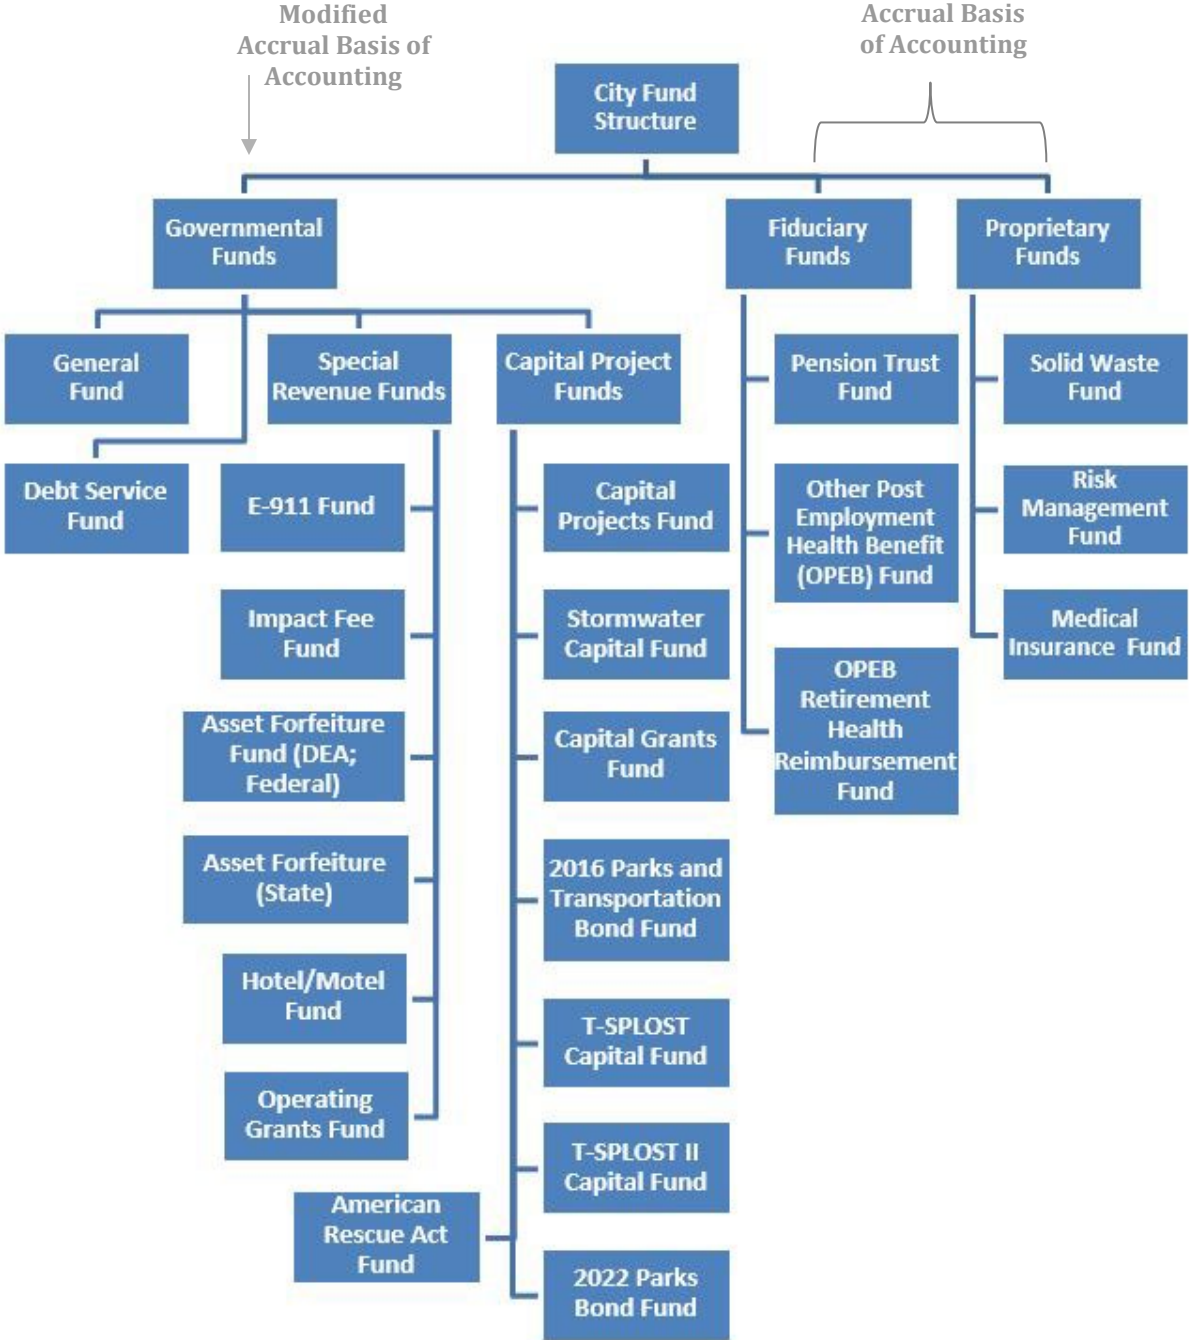 Modified
Accrual Basis of
Accounting
Accrual Basis
of Accounting
City Fund
Structure
Governmental
Funds
Fiduciary
Funds
Proprietary
Funds
General
Fund
Special
Revenue Funds
Capital Project
Funds
Pension Trust
Fund
Solid Waste
Fund
Debt Service
Fund
E-911 Fund
Capital
Projects Fund
Other Post
Employment
Health Benefit
(OPEB) Fund
Risk
Management
Fund
Impact Fee
Fund
Stormwater
Capital Fund
Medical
Insurance Fund
OPEB
Retirement
Health
Reimbursement
Fund
Asset Forfeiture
Fund (DEA;
Federal)
Capital Grants
Fund
Asset Forfeiture
(State)
2016 Parks and
Transportation
Bond Fund
Hotel/Motel
Fund
T-SPLOST
Capital Fund
Operating
Grants Fund
T-SPLOST II
Capital Fund
American
Rescue Act
Fund
2022 Parks
Bond Fund